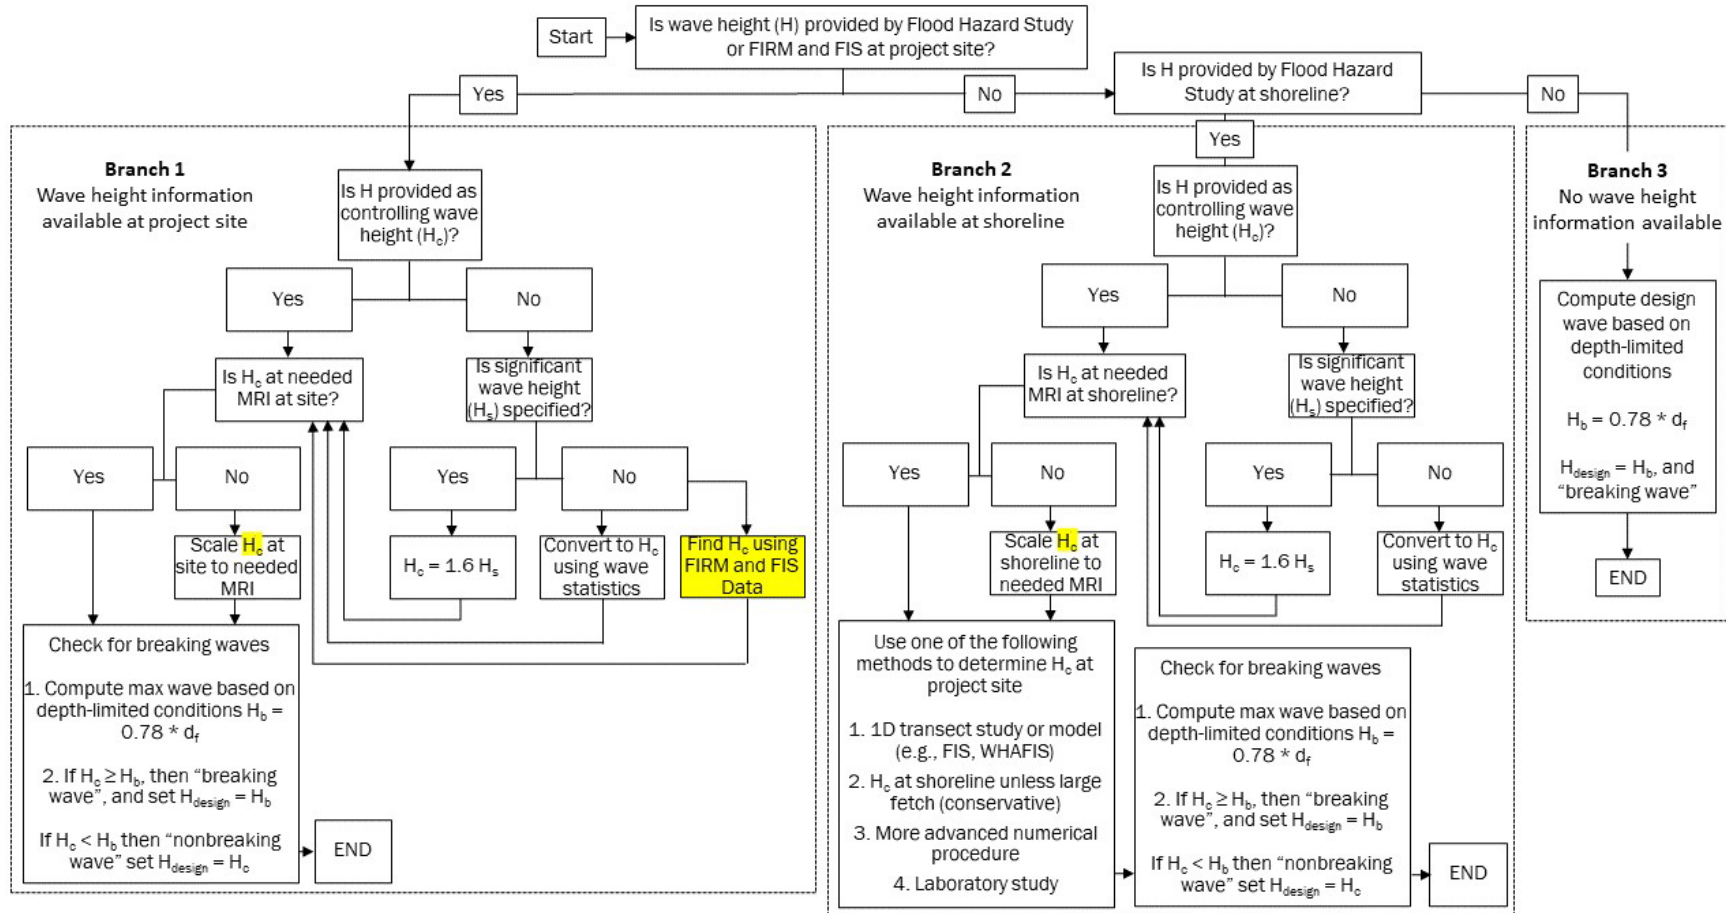 Start
Is wave height (H) provided by Flood Hazard Study
or FIRM and FIS at project site?
Yes
No
Is H provided by Flood Hazard
Study at shoreline?
No
Yes
Branch 1
Wave height information
available at project site
Is H provided as
controlling wave
height (Hc)?
Yes
No
Is Hc at needed
MRI at site?
Is significant
wave height
(Hs) specified?
Yes
No
Yes
No
Scale Hc at
site to needed
MRI
Hc = 1.6 Hs
Convert to Hc
using wave
statistics
Find Hc using
FIRM and FIS
Data
Check for breaking waves
1. Compute max wave based on
depth-limited conditions Hb =
0.78 * df
2. If Hc ≥ Hb, then “breaking
wave”, and set Hdesign = Hb
If Hc < Hb then “nonbreaking
wave” set Hdesign = Hc
END
Branch 2
Wave height information
available at shoreline
Is H provided as
controlling wave
height (Hc)?
Yes
No
Is Hc at needed
MRI at shoreline?
Is significant
wave height
(Hs) specified?
Yes
No
Yes
No
Scale Hc at
shoreline to
needed MRI
Hc = 1.6 Hs
Convert to Hc
using wave
statistics
Use one of the following
methods to determine Hc at
project site
1. 1D transect study or model
(e.g., FIS, WHAFIS)
2. Hc at shoreline unless large
fetch (conservative)
3. More advanced numerical
procedure
4. Laboratory study
Check for breaking waves
1. Compute max wave based on
depth-limited conditions Hb =
0.78 * df
2. If Hc ≥ Hb, then “breaking
wave”, and set Hdesign = Hb
If Hc < Hb then “nonbreaking
wave” set Hdesign = Hc
END
Branch 3
No wave height
information available
Compute design
wave based on
depth-limited
conditions
Hb = 0.78 * df
Hdesign = Hb, and
“breaking wave”
END